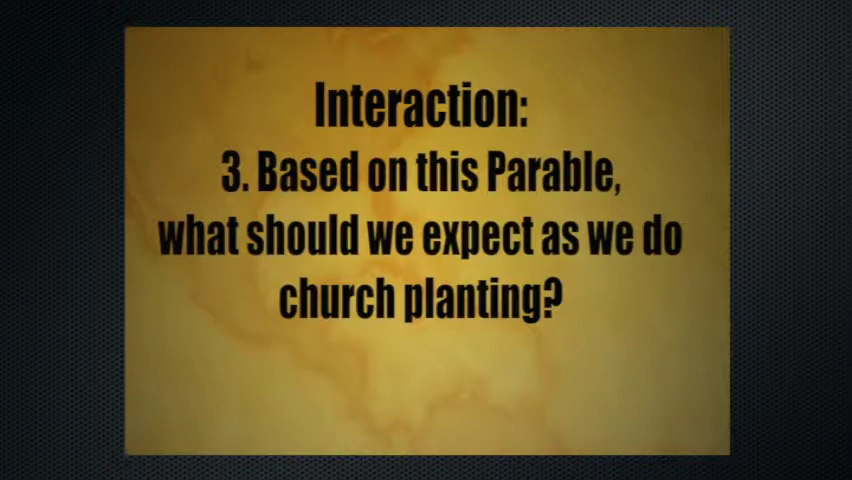 Interaction:
3. Based on this Parable,
what should we expect as we do
church planting?